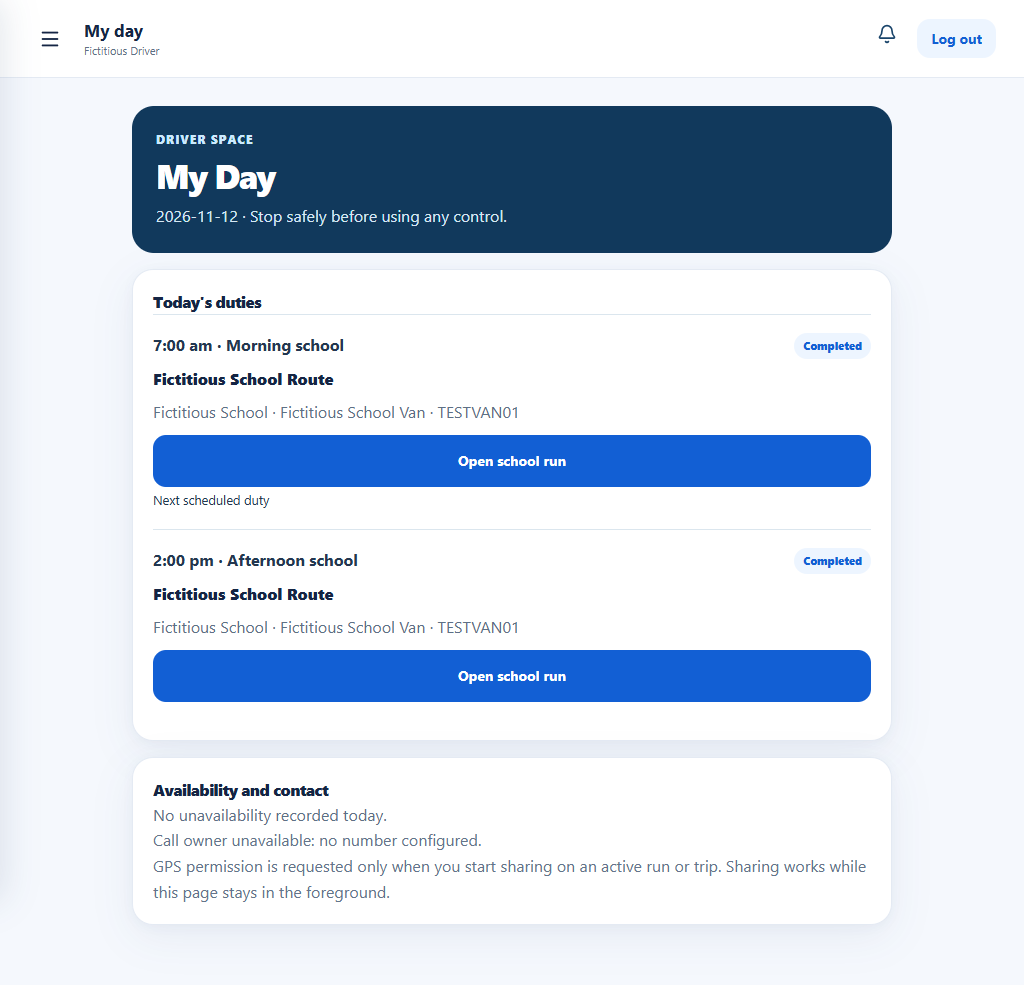 My day
Fictitious Driver
Log out
DRIVER SPACE
My Day
2026-11-12 · Stop safely before using any control.
Today's duties
7:00 am · Morning school
Completed
Fictitious School Route
Fictitious School · Fictitious School Van · TESTVAN01
Open school run
Next scheduled duty
2:00 pm · Afternoon school
Completed
Fictitious School Route
Fictitious School · Fictitious School Van · TESTVAN01
Open school run
Availability and contact
No unavailability recorded today.
Call owner unavailable: no number configured.
GPS permission is requested only when you start sharing on an active run or trip. Sharing works while
this page stays in the foreground.